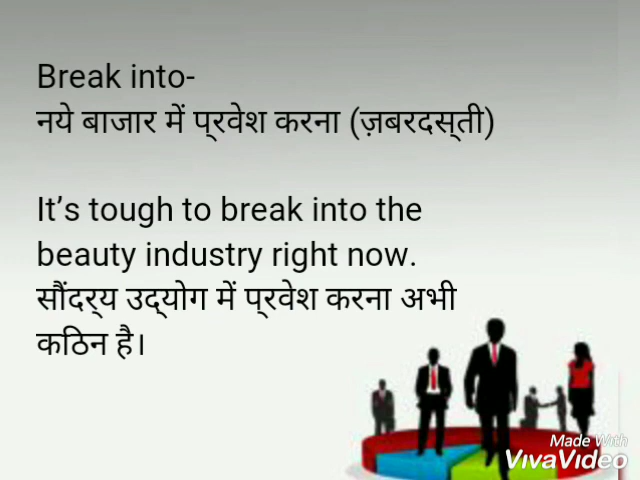 Break into-
नये बाजार में प्रवेश करना (ज़बरदस्ती)
It’s tough to break into the
beauty industry right now.
सौंदर्य उद्योग में प्रवेश करना अभी
कठिन है।
Made With
VivaVideo